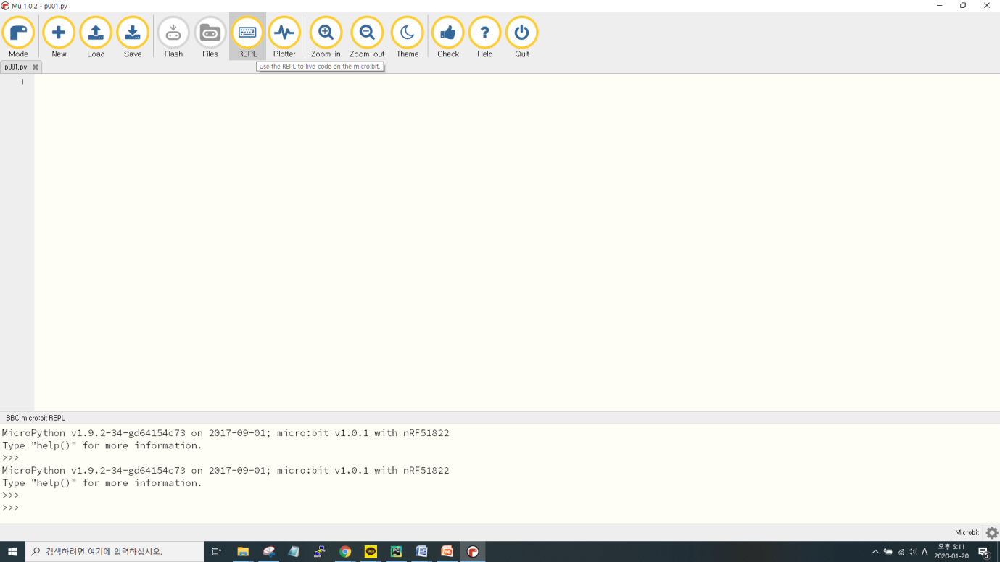 Mu 1.0.2 - p001.py
Mode New Load Save Flash Files REPL Plotter Zoom-in Zoom-out Theme Check Help Quit
p001.py
Use the REPL to live-code on the micro:bit.
1
BBC micro:bit REPL
MicroPython v1.9.2-34-gd64154c73 on 2017-09-01; micro:bit v1.0.1 with nRF51822
Type "help()" for more information.
>>>
MicroPython v1.9.2-34-gd64154c73 on 2017-09-01; micro:bit v1.0.1 with nRF51822
Type "help()" for more information.
>>>
>>>
Microbit
검색하려면 여기에 입력하십시오.
TALK
PC
A
오후 5:11
2020-01-20
5